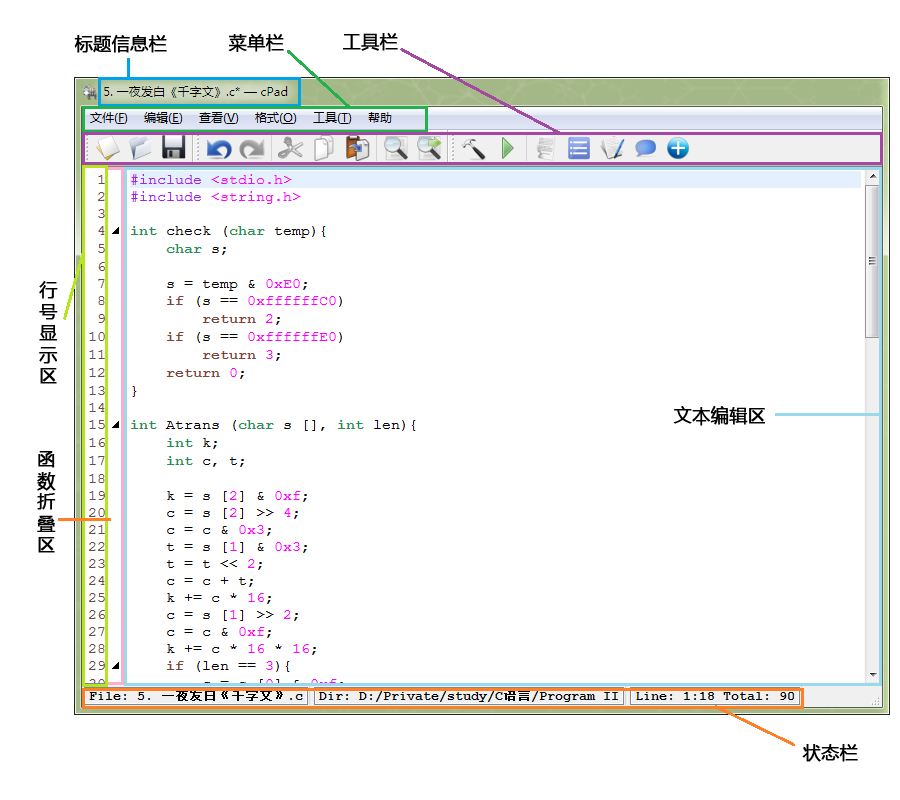 标题信息栏
菜单栏
工具栏
5. 一夜发白《千字文》.c* — cPad
文件(F) 编辑(E) 查看(V) 格式(O) 工具(T) 帮助
1 #include <stdio.h>
2 #include <string.h>
3
4 int check (char temp){
5 char s;
6
7 s = temp & 0xE0;
8 if (s == 0xffffffC0)
9 return 2;
10 if (s == 0xffffffE0)
11 return 3;
12 return 0;
13 }
14
15 int Atrans (char s [], int len){
16 int k;
17 int c, t;
18
19 k = s [2] & 0xf;
20 c = s [2] >> 4;
21 c = c & 0x3;
22 t = s [1] & 0x3;
23 t = t << 2;
24 c = c + t;
25 k += c * 16;
26 c = s [1] >> 2;
27 c = c & 0xf;
28 k += c * 16 * 16;
29 if (len == 3){
行号显示区
函数折叠区
文本编辑区
File: 5. 一夜发白《千字文》.c Dir: D:/Private/study/C语言/Program II Line: 1:18 Total: 90
状态栏